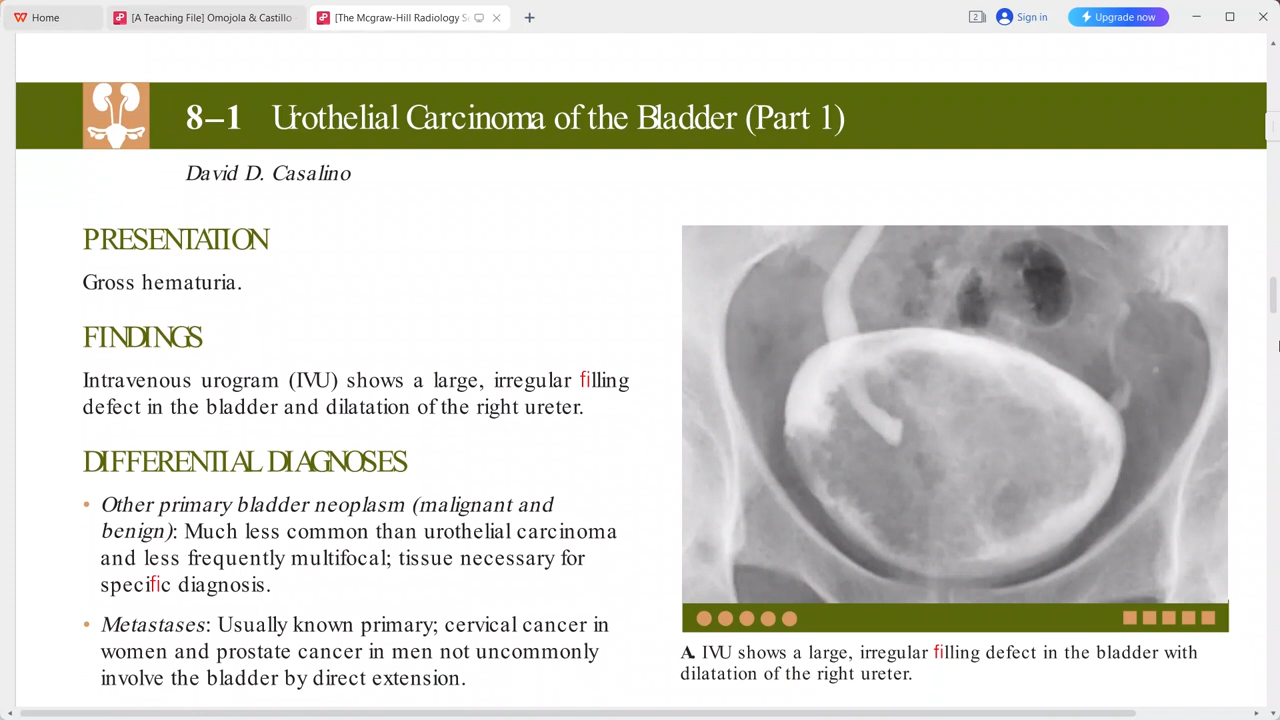 Home
[A Teaching File] Omojola & Castillo
[The Mcgraw-Hill Radiology S
2
Sign in
Upgrade now
8–1 Urothelial Carcinoma of the Bladder (Part 1)
David D. Casalino
PRESENTATION
Gross hematuria.
FINDINGS
Intravenous urogram (IVU) shows a large, irregular filling
defect in the bladder and dilatation of the right ureter.
DIFFERENTIAL DIAGNOSES
• Other primary bladder neoplasm (malignant and
benign): Much less common than urothelial carcinoma
and less frequently multifocal; tissue necessary for
specific diagnosis.
• Metastases: Usually known primary; cervical cancer in
women and prostate cancer in men not uncommonly
involve the bladder by direct extension.
A. IVU shows a large, irregular filling defect in the bladder with
dilatation of the right ureter.